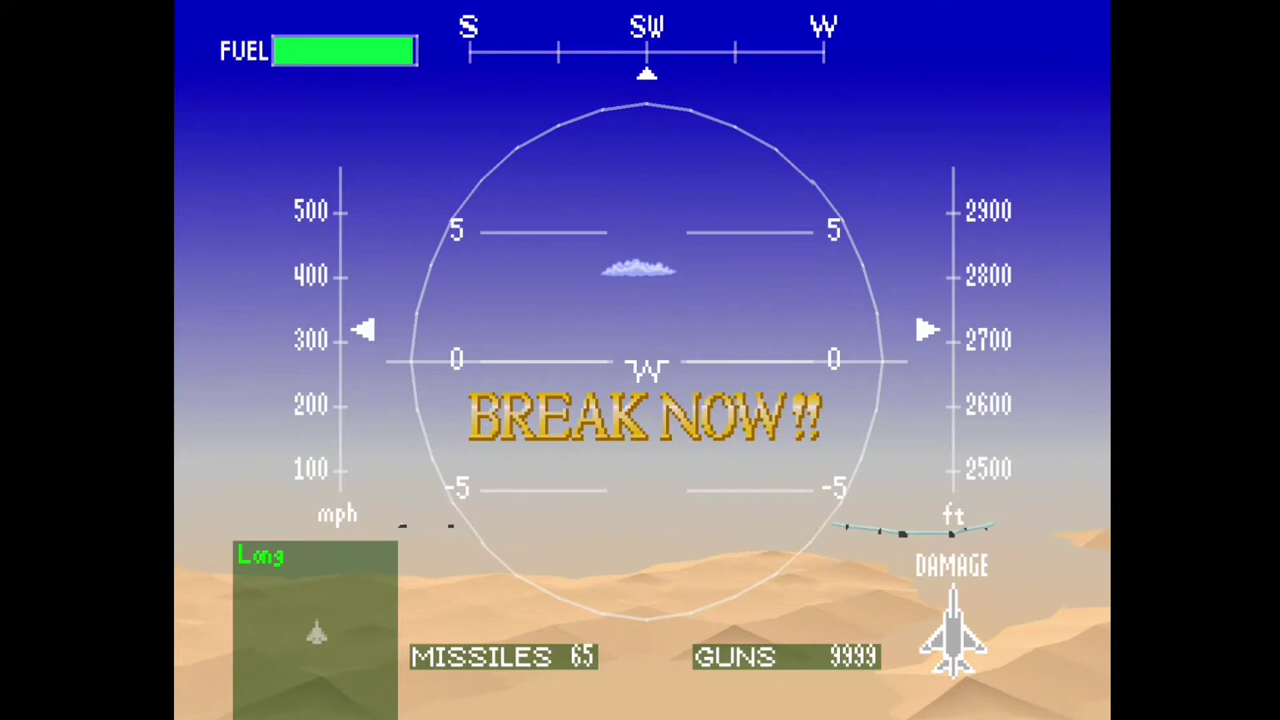 S SW W
FUEL
500 5 5 2900
400 2800
300 0 W 0 2700
BREAK NOW!!
200 2600
100 -5 -5 2500
mph ft
Long DAMAGE
MISSILES 65 GUNS 9999